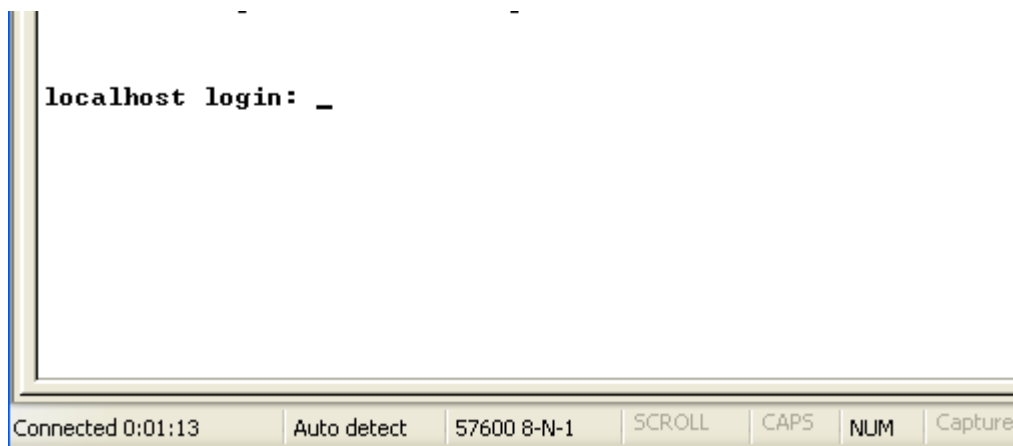 localhost login: _
Connected 0:01:13 Auto detect 57600 8-N-1 SCROLL CAPS NUM Capture